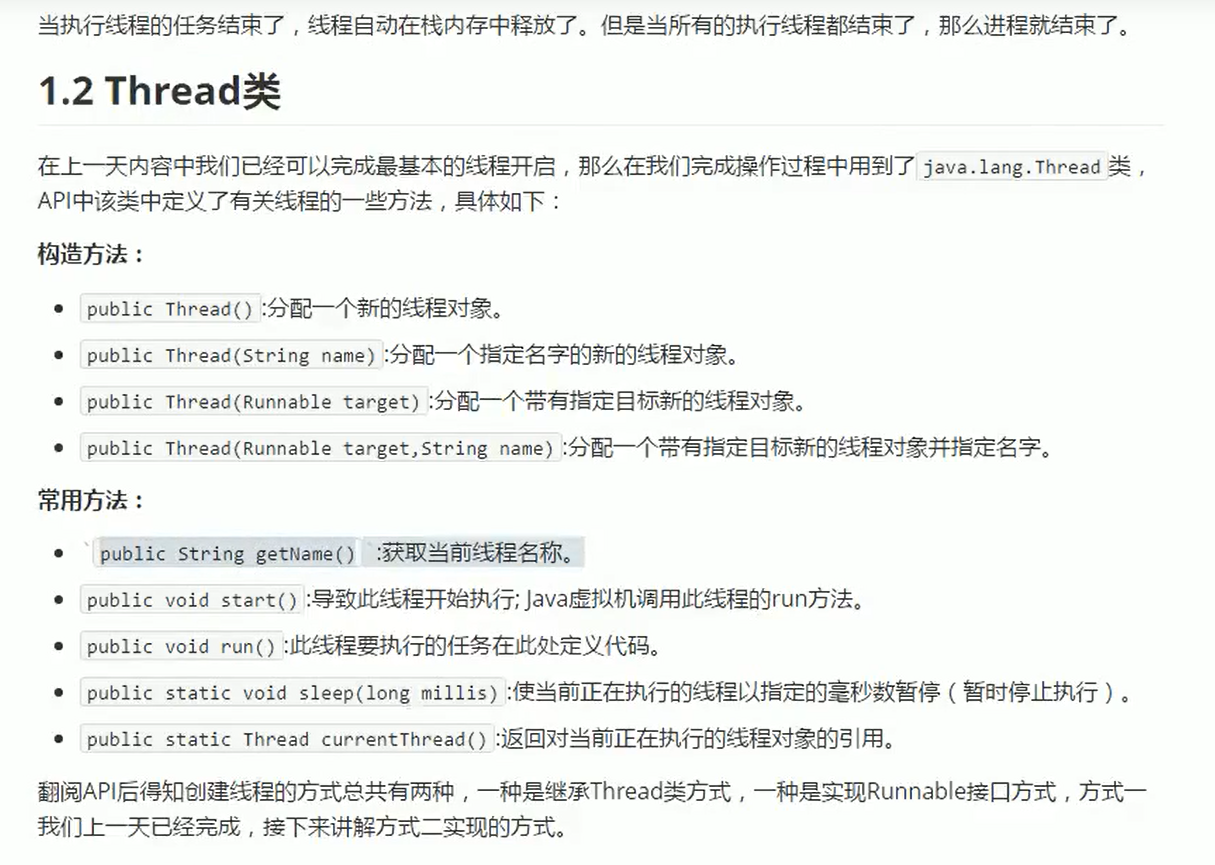 当执行线程的任务结束了，线程自动在栈内存中释放了。但是当所有的执行线程都结束了，那么进程就结束了。
1.2 Thread类
在上一天内容中我们已经可以完成最基本的线程开启，那么在我们完成操作过程中用到了 java.lang.Thread 类，
API中该类中定义了有关线程的一些方法，具体如下：
构造方法：
• public Thread() :分配一个新的线程对象。
• public Thread(String name) :分配一个指定名字的新的线程对象。
• public Thread(Runnable target) :分配一个带有指定目标新的线程对象。
• public Thread(Runnable target,String name) :分配一个带有指定目标新的线程对象并指定名字。
常用方法：
• ` public String getName() ` :获取当前线程名称。
• public void start() :导致此线程开始执行; Java虚拟机调用此线程的run方法。
• public void run() :此线程要执行的任务在此处定义代码。
• public static void sleep(long millis) :使当前正在执行的线程以指定的毫秒数暂停（暂时停止执行）。
• public static Thread currentThread() :返回对当前正在执行的线程对象的引用。
翻阅API后得知创建线程的方式总共有两种，一种是继承Thread类方式，一种是实现Runnable接口方式，方式一
我们上一天已经完成，接下来讲解方式二实现的方式。